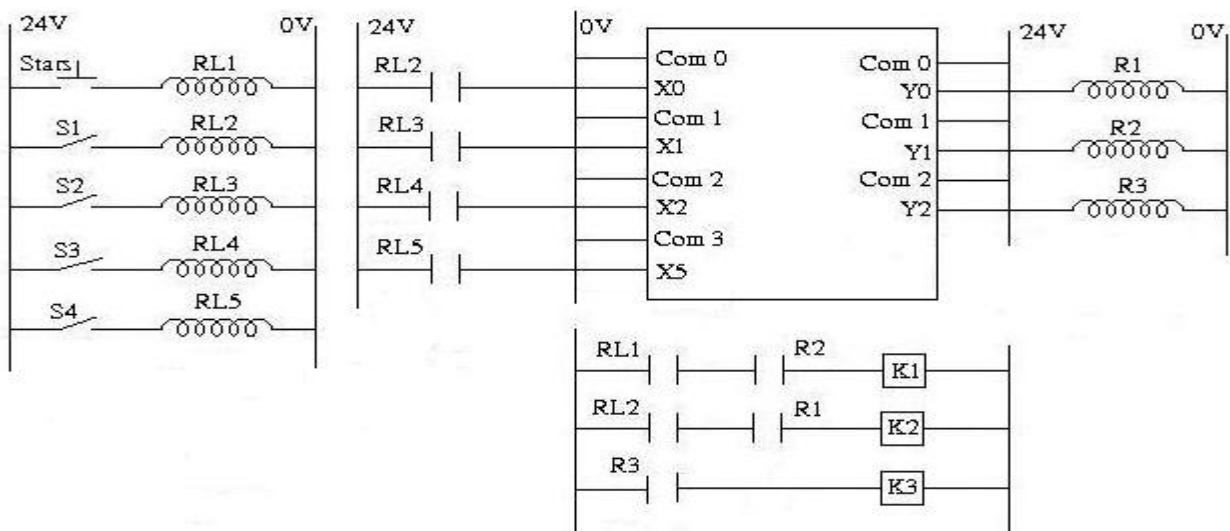 24V 0V
Stars
RL1
S1
RL2
S2
RL3
S3
RL4
S4
RL5
24V
RL2
RL3
RL4
RL5
0V
Com 0
X0
Com 1
X1
Com 2
X2
Com 3
X5
Com 0
Y0
Com 1
Y1
Com 2
Y2
24V 0V
R1
R2
R3
RL1 R2 K1
RL2 R1 K2
R3 K3